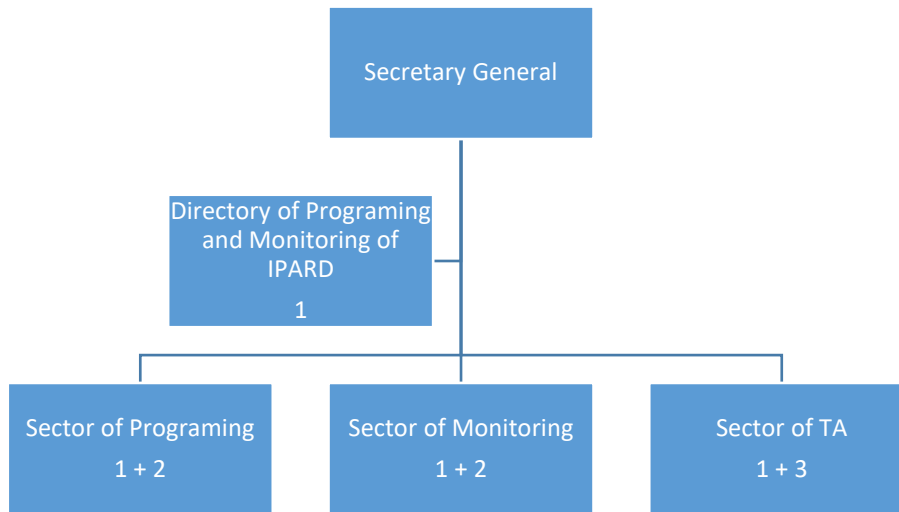 Secretary General
Directory of Programing
and Monitoring of
IPARD
1
Sector of Programing
1 + 2
Sector of Monitoring
1 + 2
Sector of TA
1 + 3